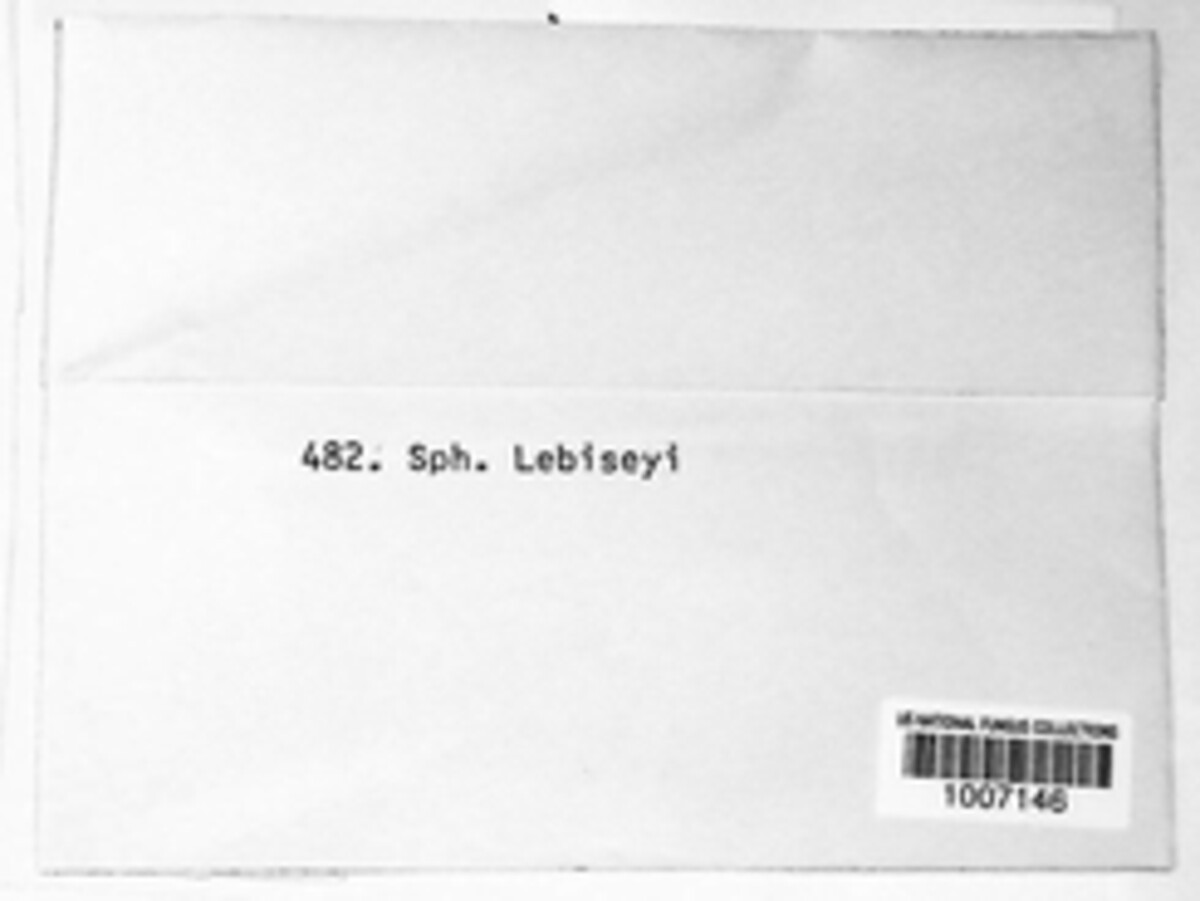 482. Sph. Lebiseyi
US NATIONAL FUNGUS COLLECTIONS
1007146